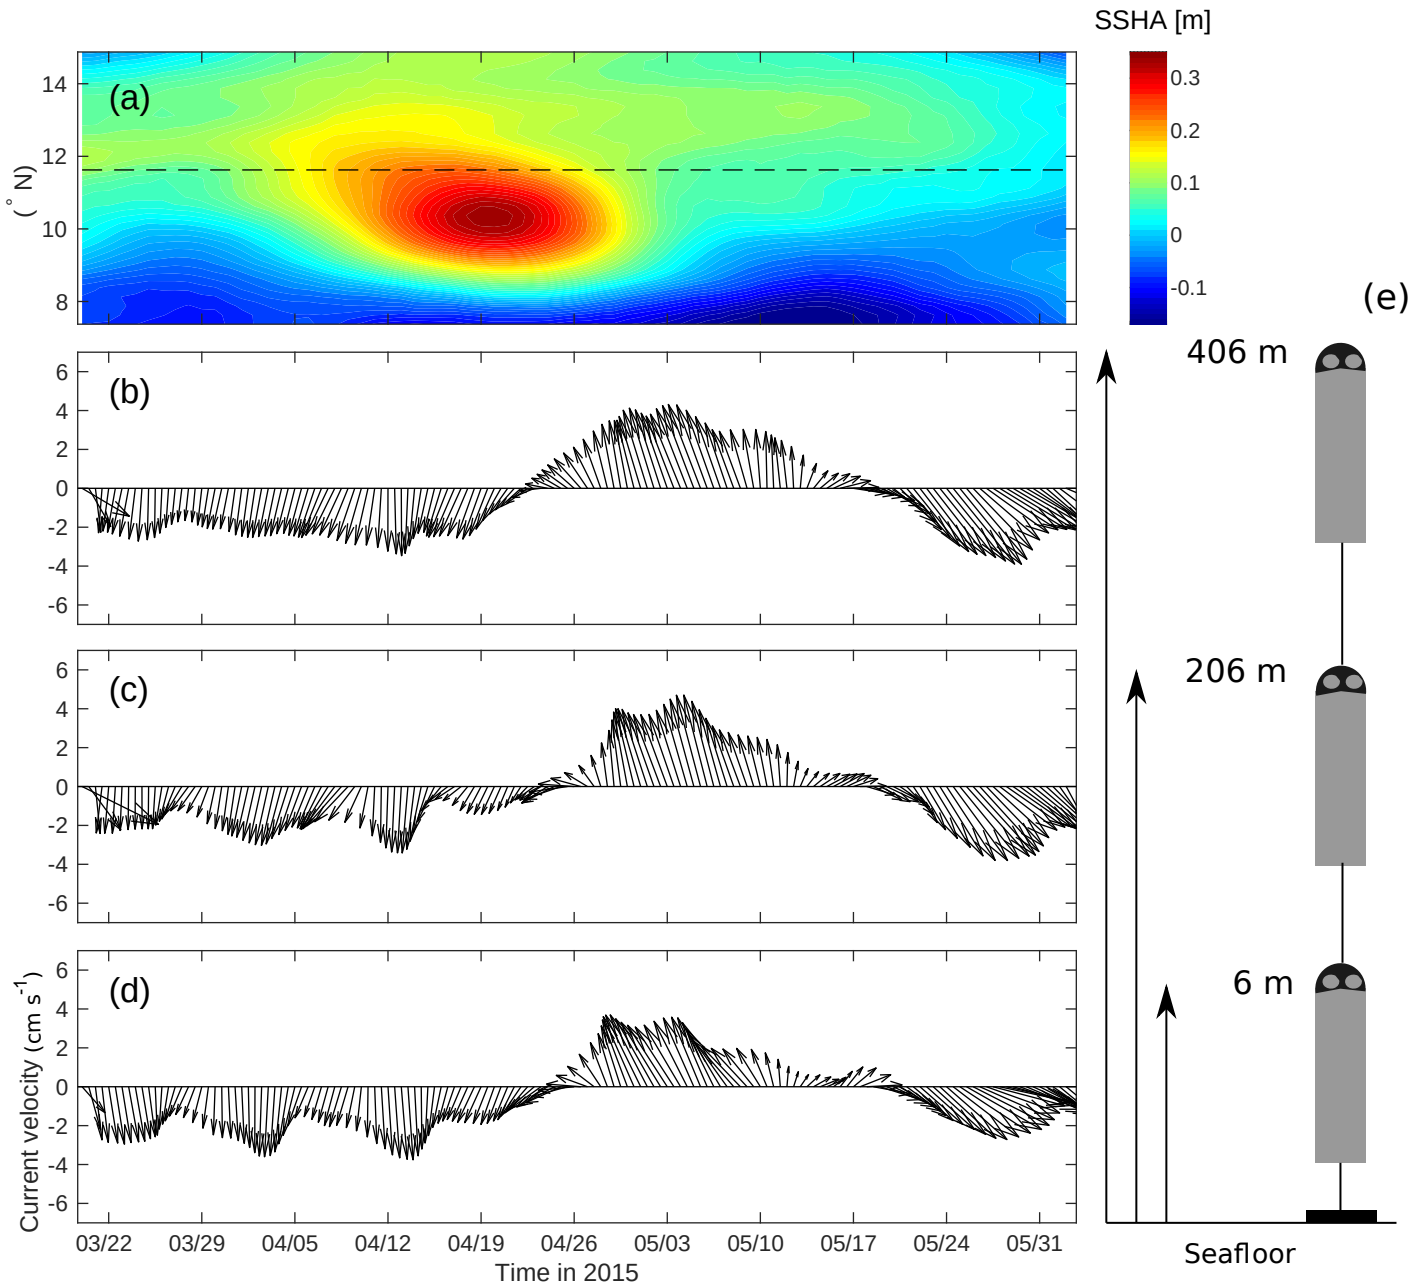 SSHA [m]
(a)
14
12
10
8
(° N)
0.3
0.2
0.1
0
-0.1
(e)
406 m
(b)
6
4
2
0
-2
-4
-6
206 m
(c)
6
4
2
0
-2
-4
-6
6 m
(d)
6
4
2
0
-2
-4
-6
Current velocity (cm s⁻¹)
03/22 03/29 04/05 04/12 04/19 04/26 05/03 05/10 05/17 05/24 05/31
Time in 2015
Seafloor